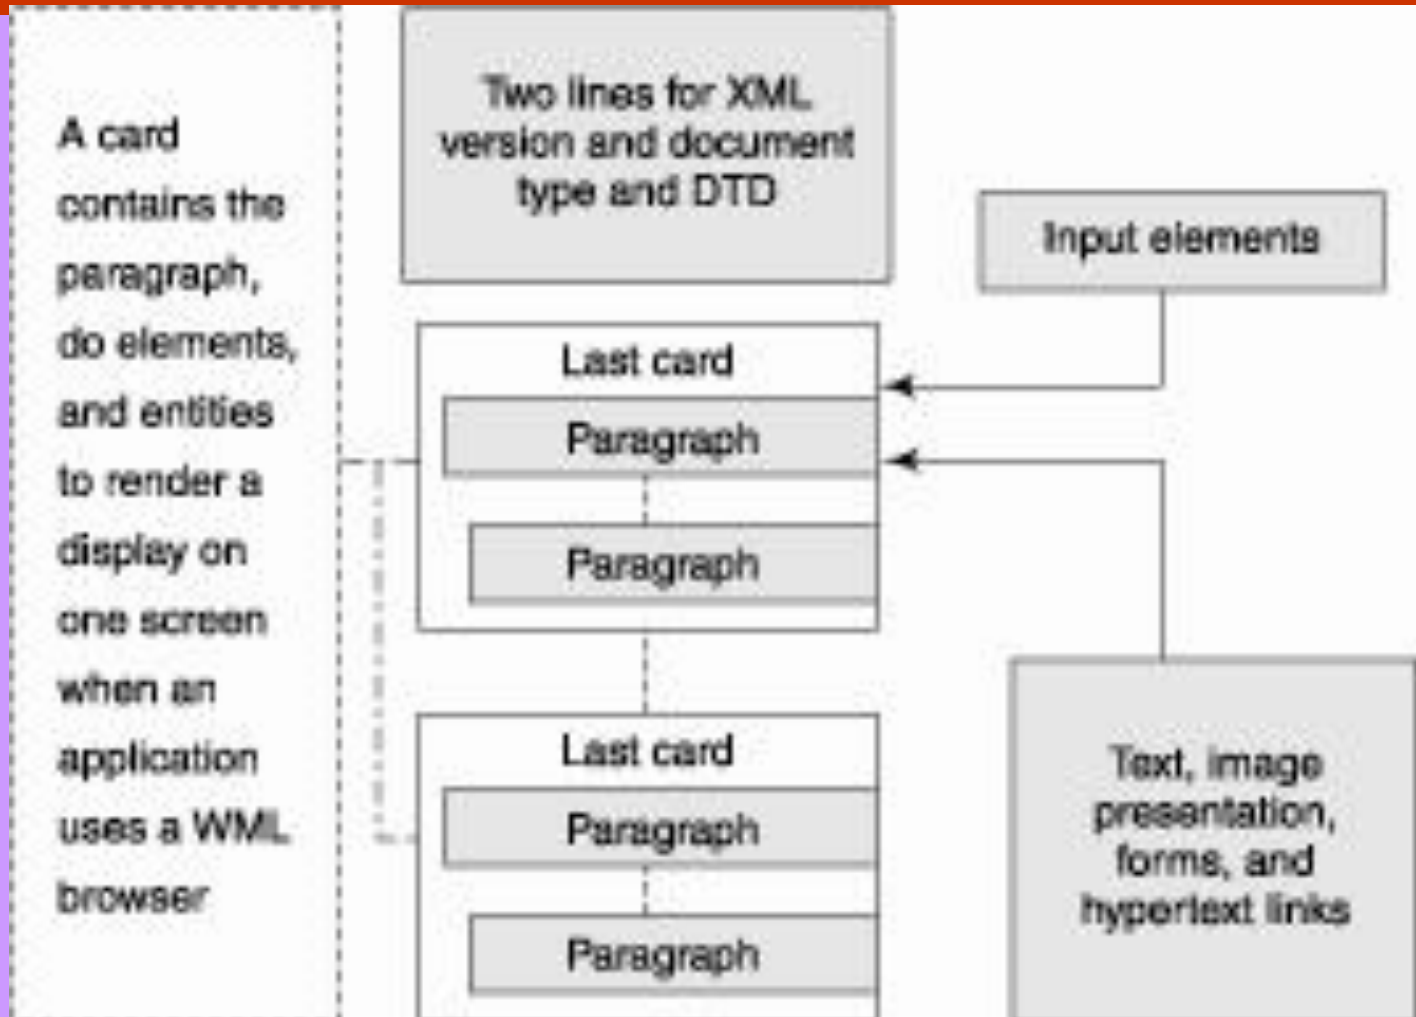 A card
contains the
paragraph,
do elements,
and entities
to render a
display on
one screen
when an
application
uses a WML
browser
Two lines for XML
version and document
type and DTD
Input elements
Last card
Paragraph
Paragraph
Last card
Paragraph
Paragraph
Text, image
presentation,
forms, and
hypertext links